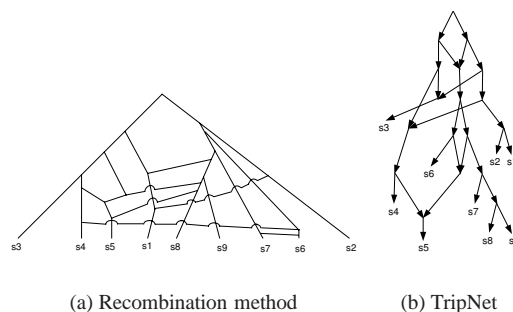 s3 s4 s5 s1 s8 s9 s7 s6 s2
(a) Recombination method
s3
s2
s6
s4 s7
s5 s8
(b) TripNet